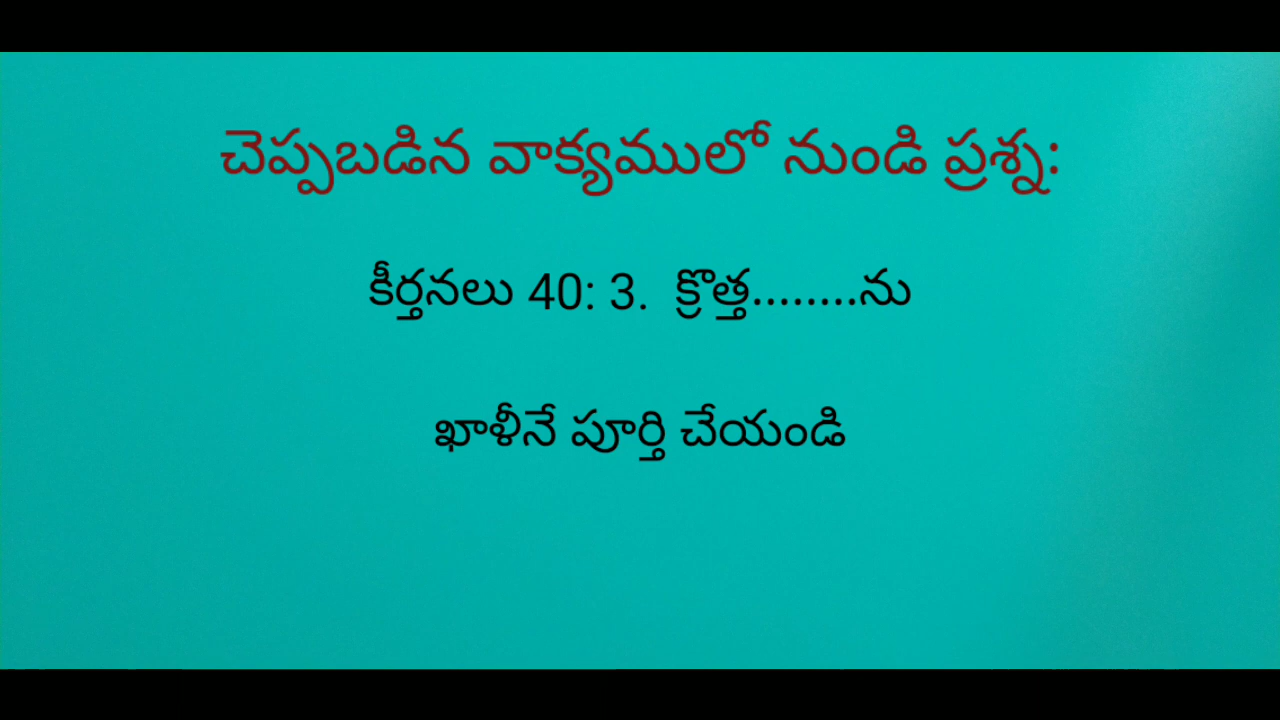 చెప్పబడిన వాక్యములో నుండి ప్రశ్న:
కీర్తనలు 40: 3. క్రొత్త........ను
ఖాళీనే పూర్తి చేయండి